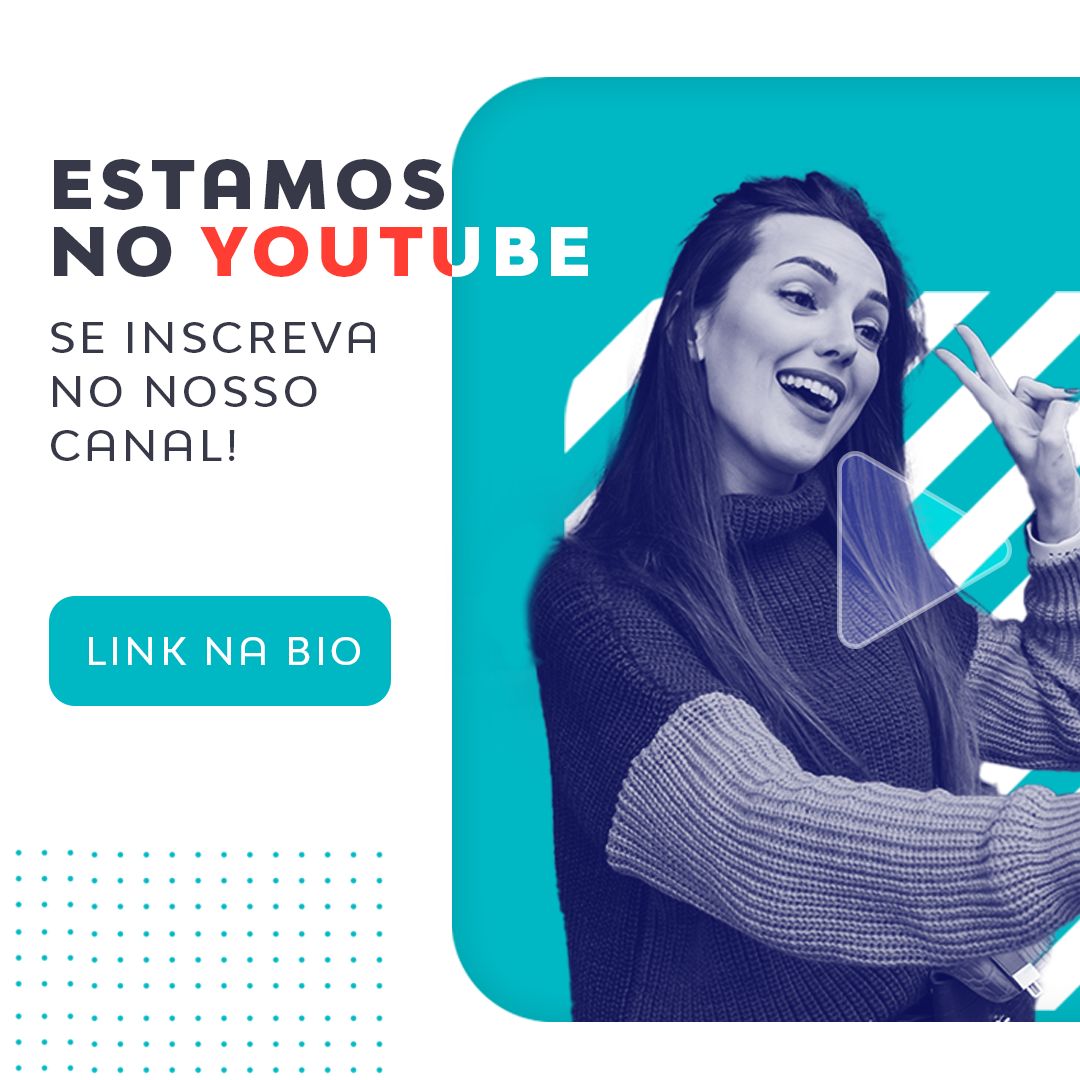 ESTAMOS
NO YOUTUBE
SE INSCREVA
NO NOSSO
CANAL!
LINK NA BIO